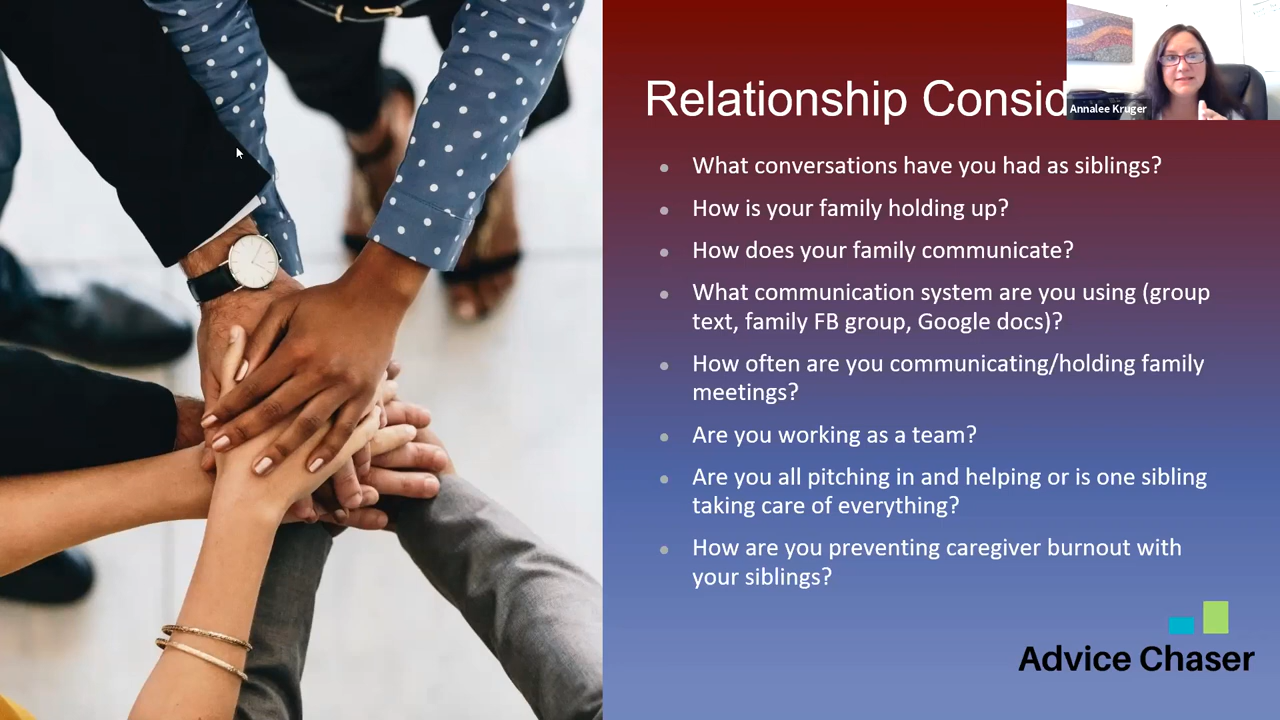 Relationship Consid
Annalee Kruger
What conversations have you had as siblings?
How is your family holding up?
How does your family communicate?
What communication system are you using (group
text, family FB group, Google docs)?
How often are you communicating/holding family
meetings?
Are you working as a team?
Are you all pitching in and helping or is one sibling
taking care of everything?
How are you preventing caregiver burnout with
your siblings?
Advice Chaser